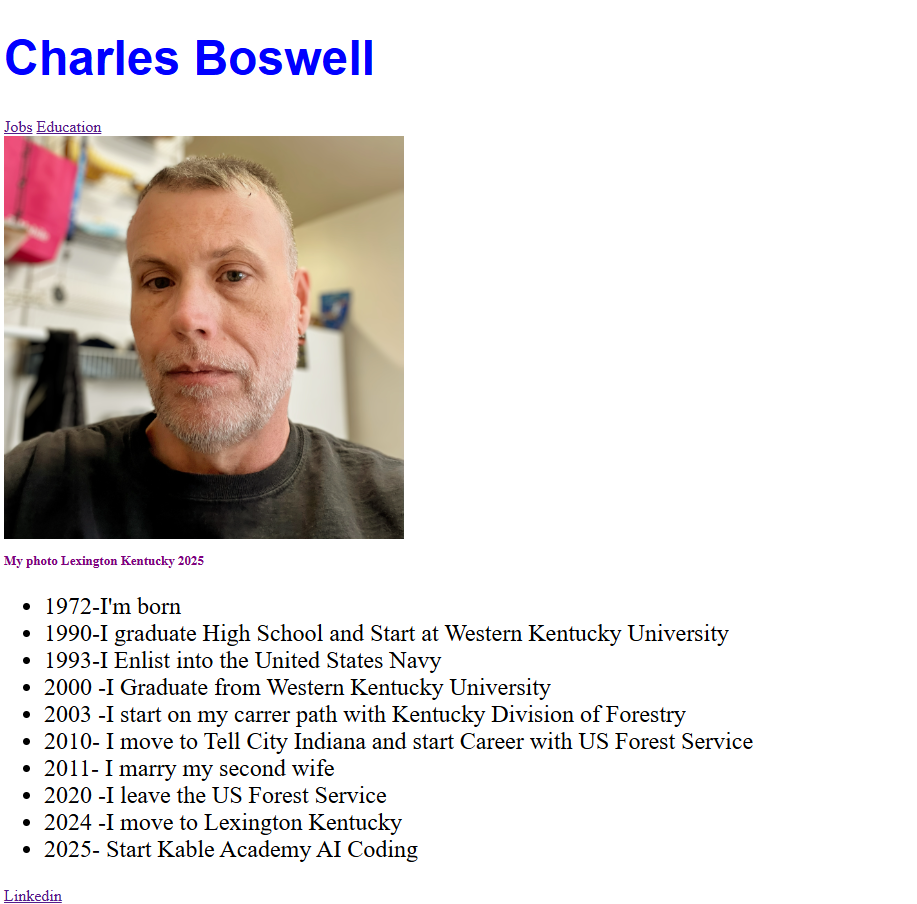 Charles Boswell
Jobs Education
My photo Lexington Kentucky 2025
1972-I'm born
1990-I graduate High School and Start at Western Kentucky University
1993-I Enlist into the United States Navy
2000 -I Graduate from Western Kentucky University
2003 -I start on my carrer path with Kentucky Division of Forestry
2010- I move to Tell City Indiana and start Career with US Forest Service
2011- I marry my second wife
2020 -I leave the US Forest Service
2024 -I move to Lexington Kentucky
2025- Start Kable Academy AI Coding
Linkedin